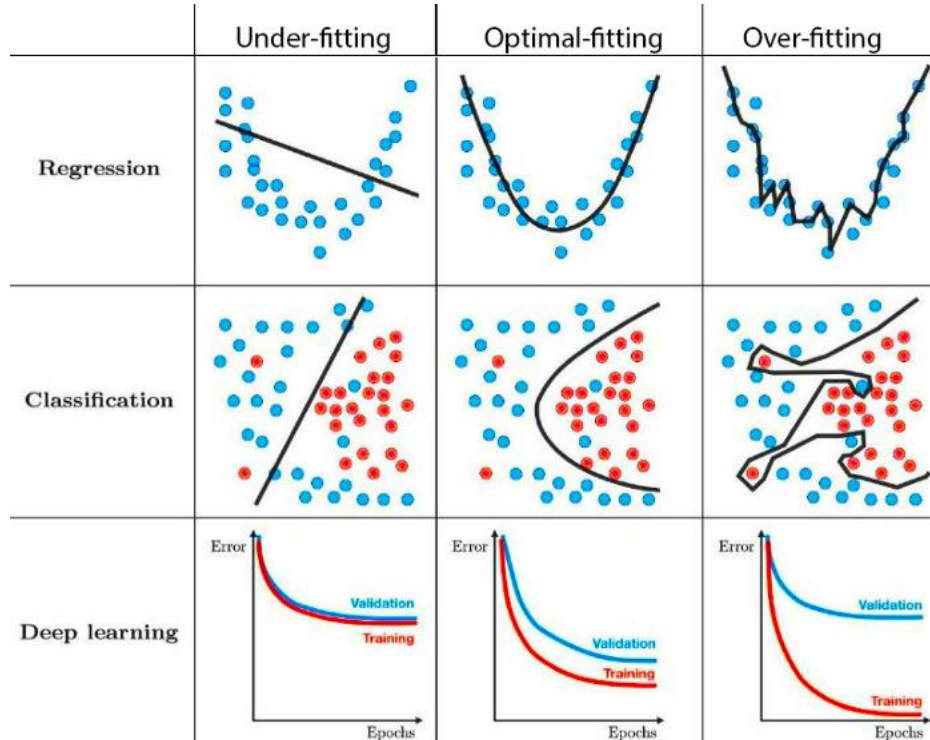 Under-fitting
Optimal-fitting
Over-fitting
Regression
Classification
Deep learning
Error
Validation
Training
Epochs
Error
Validation
Training
Epochs
Error
Validation
Training
Epochs